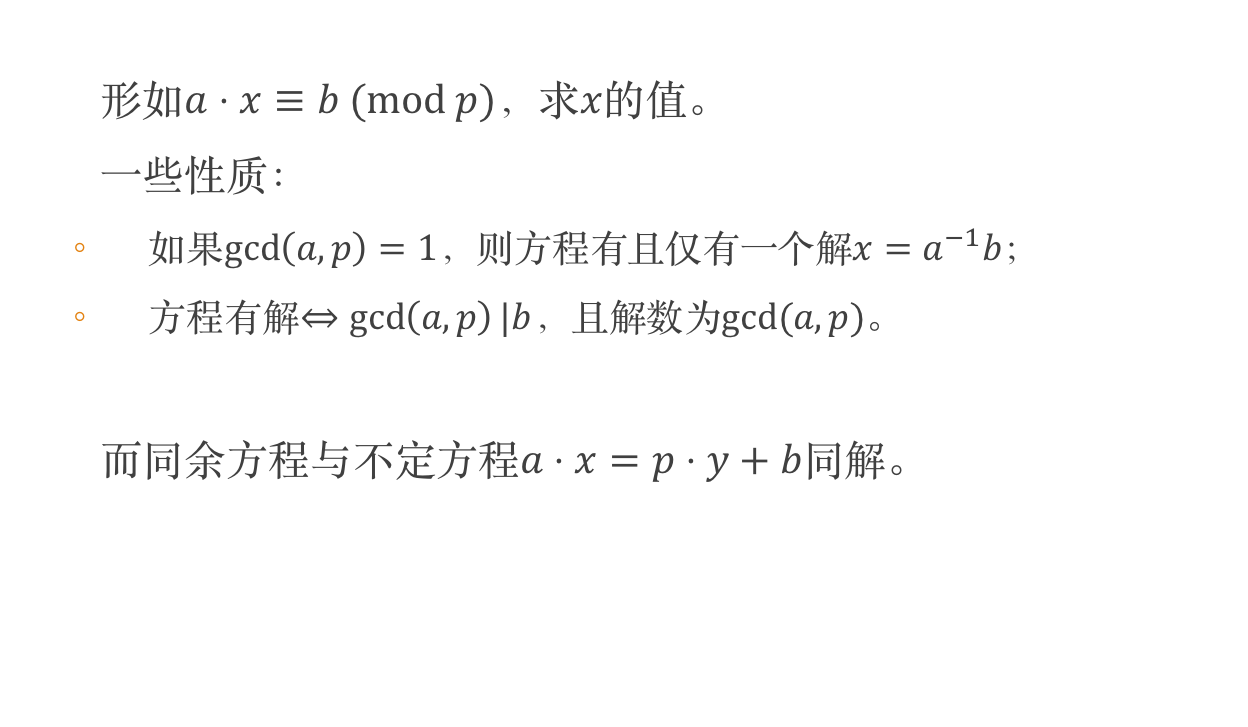 形如a · x ≡ b (mod p)，求x的值。
一些性质：
◦ 如果gcd(a, p) = 1，则方程有且仅有一个解x = a⁻¹b；
◦ 方程有解⇔ gcd(a, p) |b，且解数为gcd(a, p)。
而同余方程与不定方程a · x = p · y + b同解。